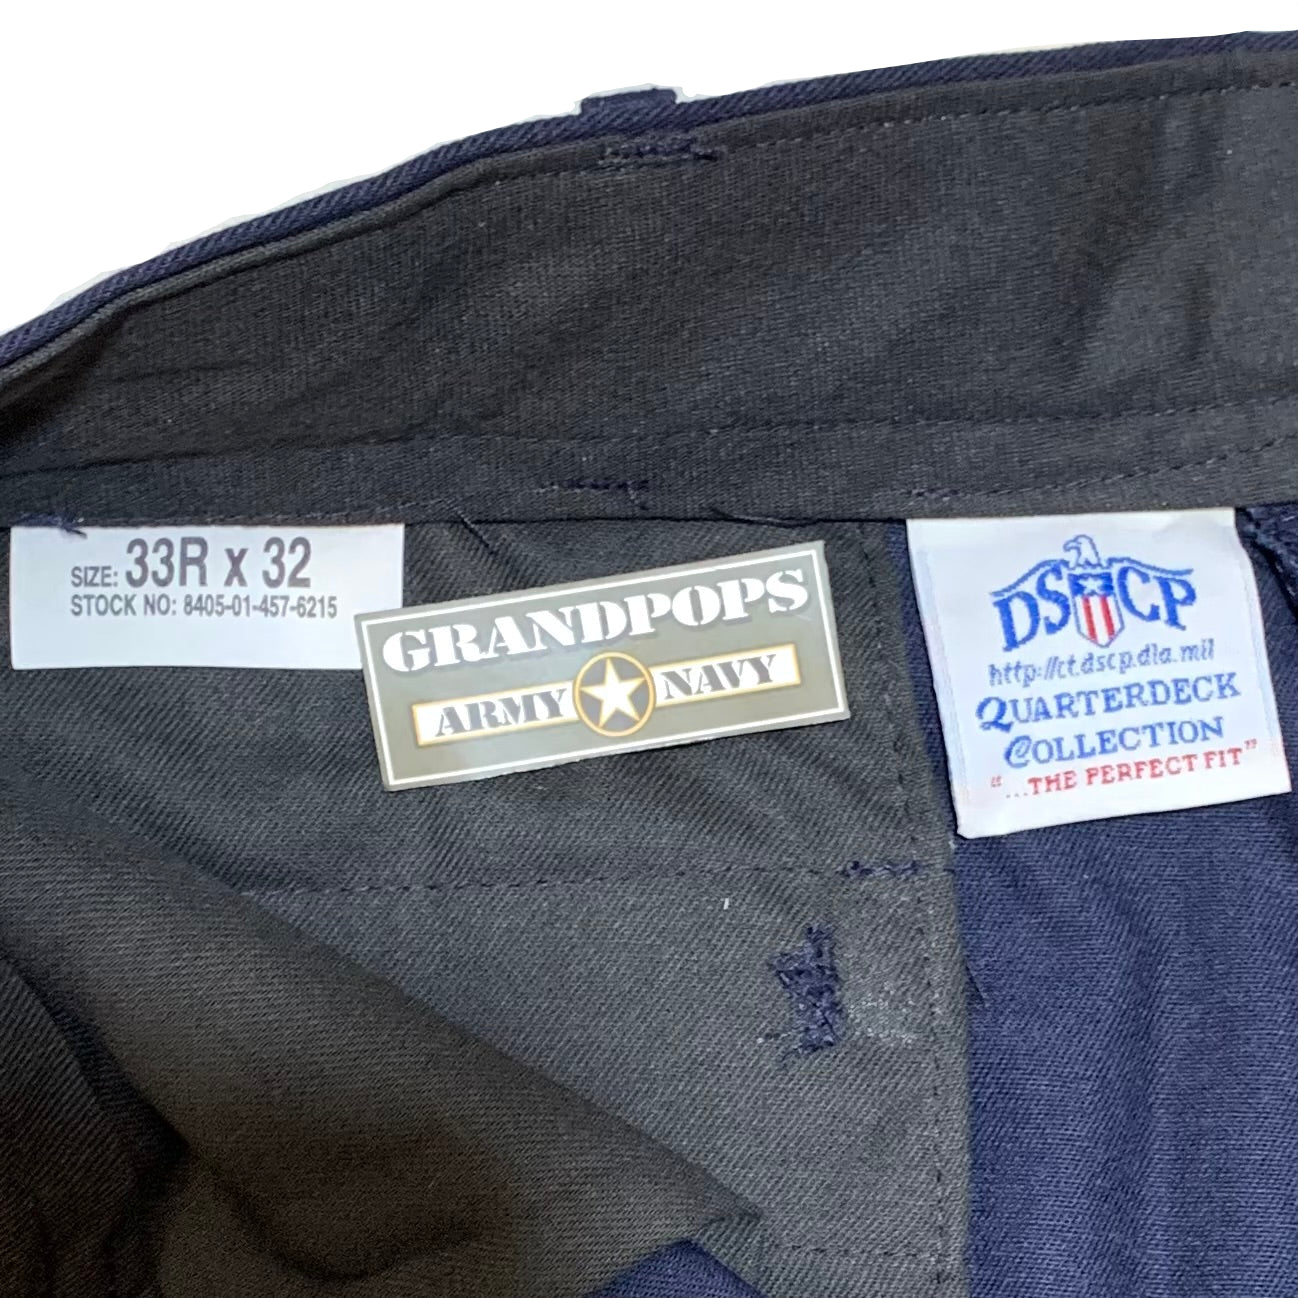 SIZE: 33R x 32
STOCK NO: 8405-01-457-6215
GRANDPOPS
ARMY NAVY
DSCP
http://ct.dscp.dla.mil
QUARTERDECK
COLLECTION
"...THE PERFECT FIT"